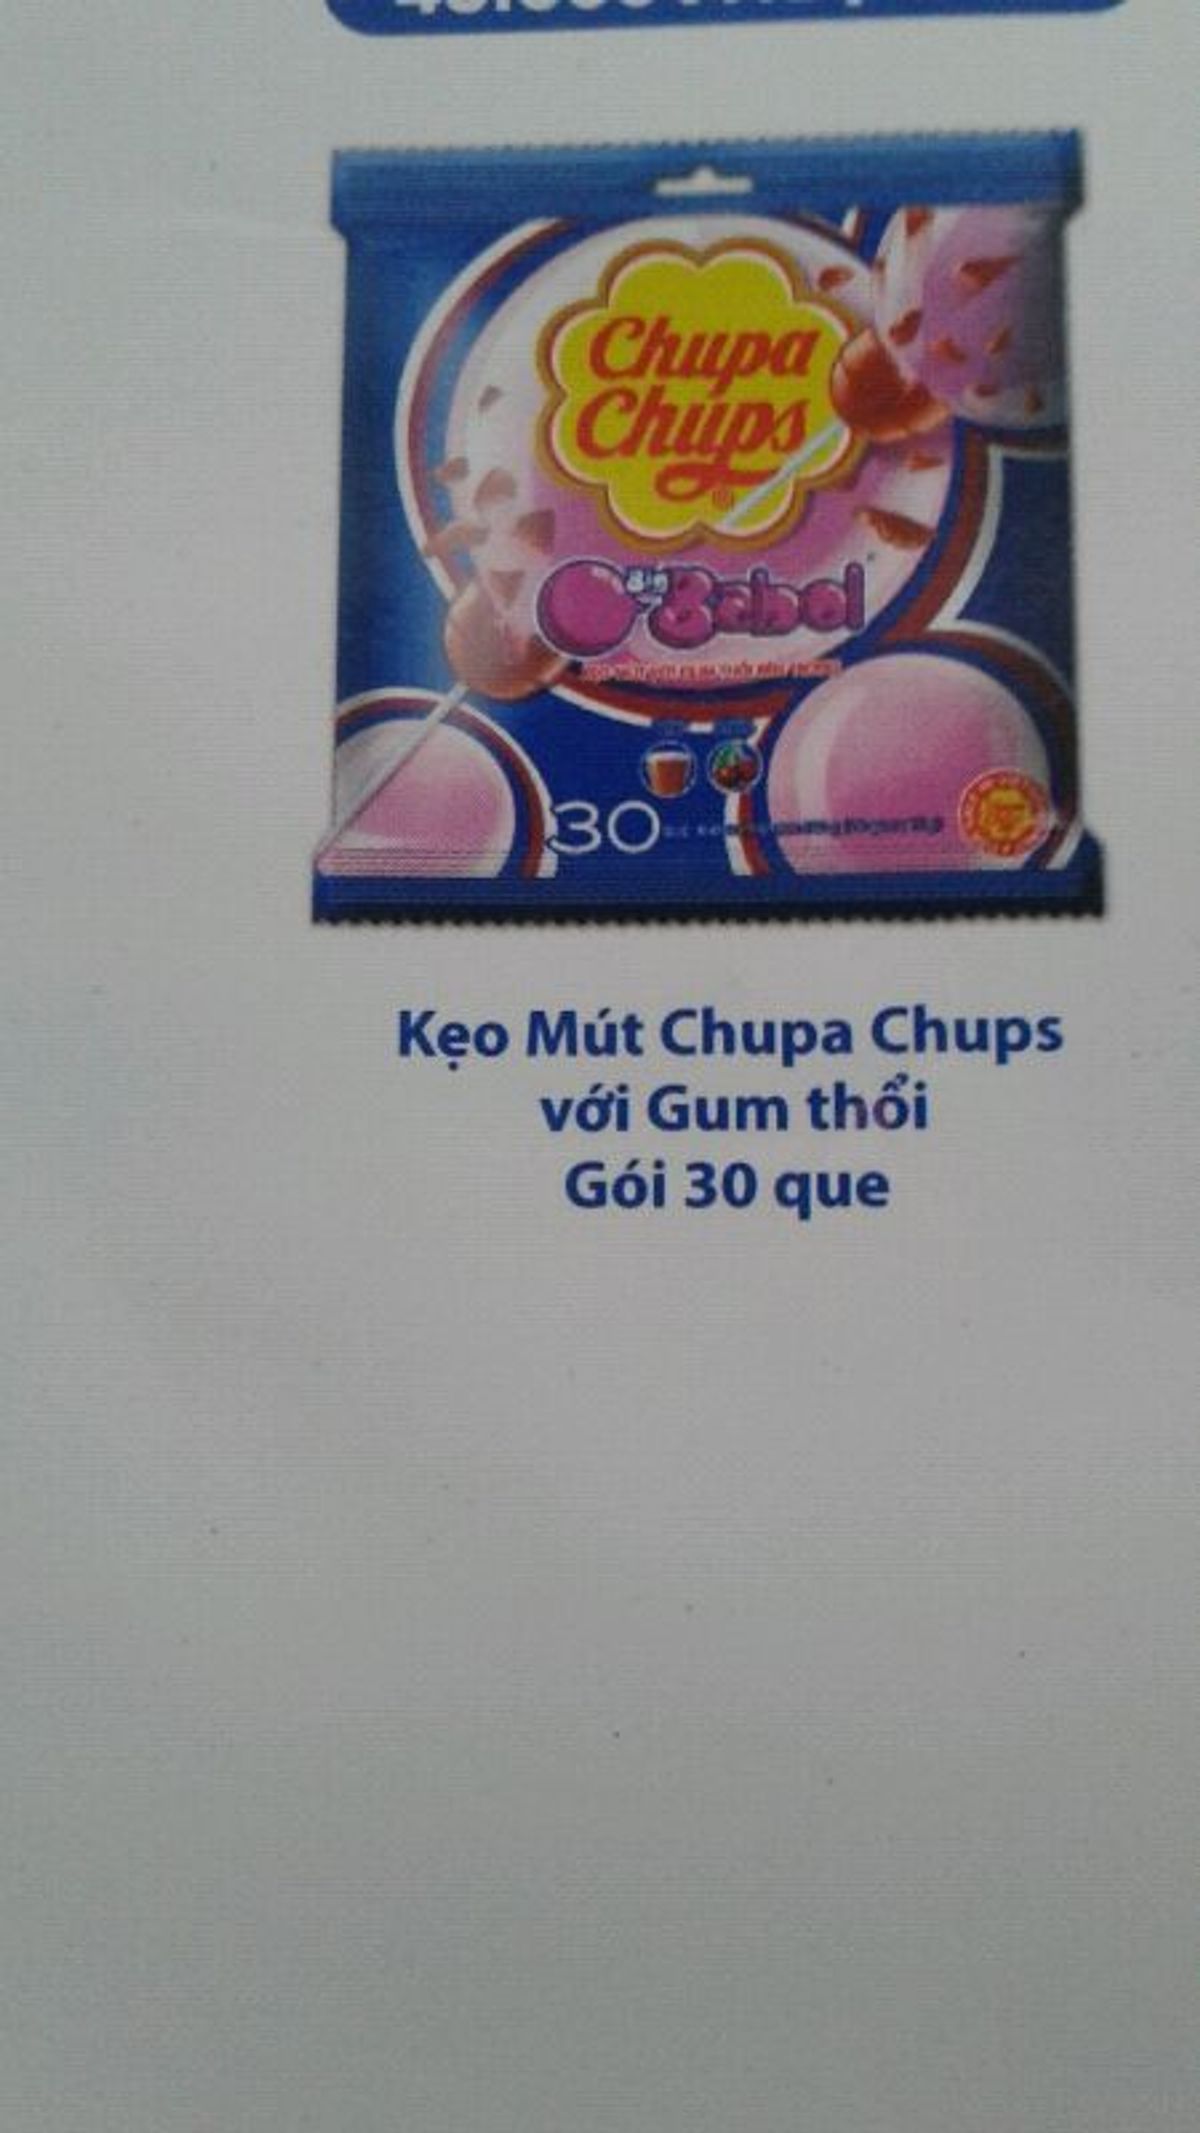 Chupa
Chups
Big
Babol
30
Kẹo Mút Chupa Chups
với Gum thổi
Gói 30 que